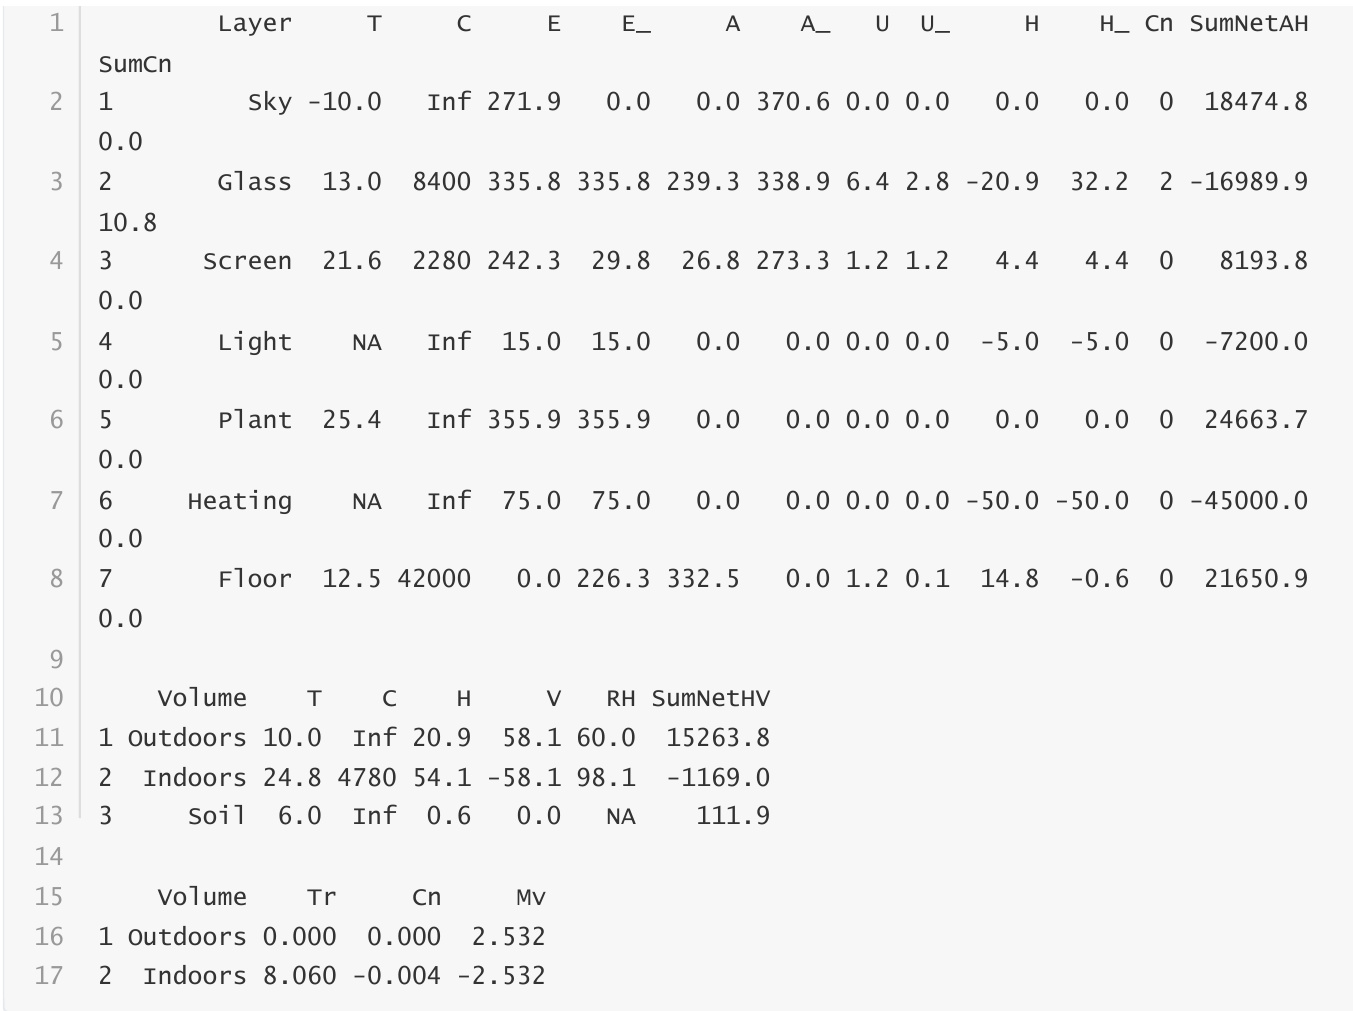 1 Layer T C E E_ A A_ U U_ H H_ Cn SumNetAH
SumCn
2 1 Sky -10.0 Inf 271.9 0.0 0.0 370.6 0.0 0.0 0.0 0.0 0 18474.8
0.0
3 2 Glass 13.0 8400 335.8 335.8 239.3 338.9 6.4 2.8 -20.9 32.2 2 -16989.9
10.8
4 3 Screen 21.6 2280 242.3 29.8 26.8 273.3 1.2 1.2 4.4 4.4 0 8193.8
0.0
5 4 Light NA Inf 15.0 15.0 0.0 0.0 0.0 0.0 -5.0 -5.0 0 -7200.0
0.0
6 5 Plant 25.4 Inf 355.9 355.9 0.0 0.0 0.0 0.0 0.0 0.0 0 24663.7
0.0
7 6 Heating NA Inf 75.0 75.0 0.0 0.0 0.0 0.0 -50.0 -50.0 0 -45000.0
0.0
8 7 Floor 12.5 42000 0.0 226.3 332.5 0.0 1.2 0.1 14.8 -0.6 0 21650.9
0.0
9
10 Volume T C H V RH SumNetHV
11 1 Outdoors 10.0 Inf 20.9 58.1 60.0 15263.8
12 2 Indoors 24.8 4780 54.1 -58.1 98.1 -1169.0
13 3 Soil 6.0 Inf 0.6 0.0 NA 111.9
14
15 Volume Tr Cn Mv
16 1 Outdoors 0.000 0.000 2.532
17 2 Indoors 8.060 -0.004 -2.532